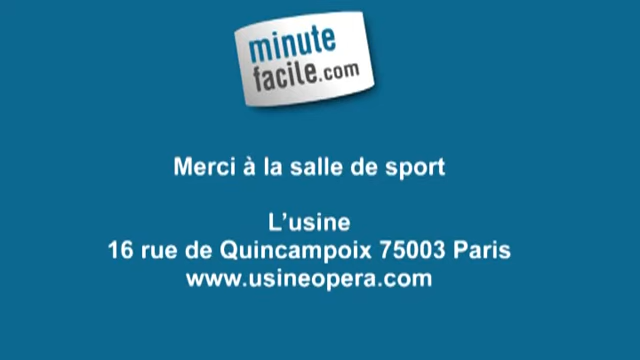 minute
facile.com
Merci à la salle de sport
L'usine
16 rue de Quincampoix 75003 Paris
www.usineopera.com